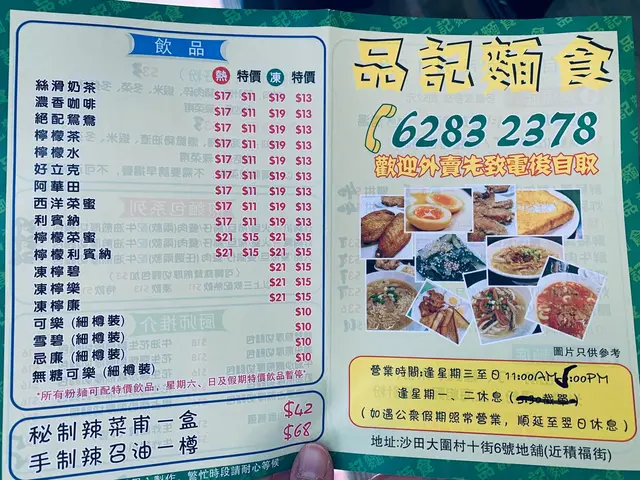 飲品
熱 特價 凍 特價
絲滑奶茶 $17 $11 $19 $13
濃香咖啡 $17 $11 $19 $13
絕配鴛鴦 $17 $11 $19 $13
檸檬茶 $17 $11 $19 $13
檸檬水 $17 $11 $19 $13
好立克 $17 $11 $19 $13
阿華田 $17 $11 $19 $13
西洋菜蜜 $17 $11 $19 $13
利賓納 $17 $11 $19 $13
檸檬菜蜜 $21 $15 $21 $15
檸檬利賓納 $21 $15 $21 $15
凍檸碧 $21 $15
凍檸樂 $21 $15
凍檸廉 $21 $15
可樂 (細樽裝) $10
雪碧 (細樽裝) $10
忌廉 (細樽裝) $10
無糖可樂 (細樽裝) $10
*所有粉麵可配特價飲品，星期六、日及假期特價飲品暫停*
秘制辣菜甫一盒 $42
手制辣召油一樽 $68
繁忙時段請耐心等候
品記麵食
6283 2378
歡迎外賣先致電後自取
圖片只供參考
營業時間:逢星期三至日 11:00AM
:00PM
逢星期一、二休息
(如遇公衆假期照常營業，順延至翌日休息)
地址:沙田大圍村十街6號地舖(近積福街)